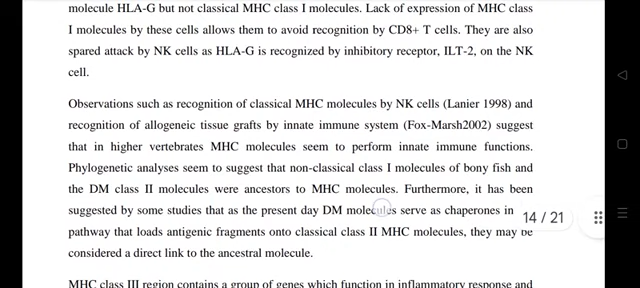 molecule HLA-G but not classical MHC class I molecules. Lack of expression of MHC class
I molecules by these cells allows them to avoid recognition by CD8+ T cells. They are also
spared attack by NK cells as HLA-G is recognized by inhibitory receptor, ILT-2, on the NK
cell.
Observations such as recognition of classical MHC molecules by NK cells (Lanier 1998) and
recognition of allogeneic tissue grafts by innate immune system (Fox-Marsh2002) suggest
that in higher vertebrates MHC molecules seem to perform innate immune functions.
Phylogenetic analyses seem to suggest that non-classical class I molecules of bony fish and
the DM class II molecules were ancestors to MHC molecules. Furthermore, it has been
suggested by some studies that as the present day DM molecules serve as chaperones in
14 / 21
pathway that loads antigenic fragments onto classical class II MHC molecules, they may be
considered a direct link to the ancestral molecule.
MHC class III region contains a group of genes which function in inflammatory response and